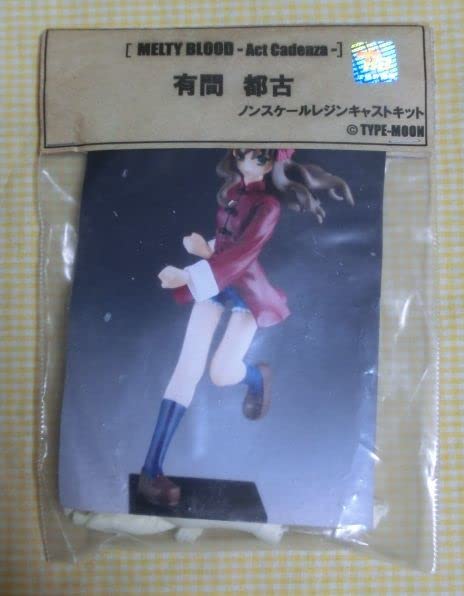 [ MELTY BLOOD - Act Cadenza - ]
有間 都古
ノンスケールレジンキャストキット
© TYPE-MOON